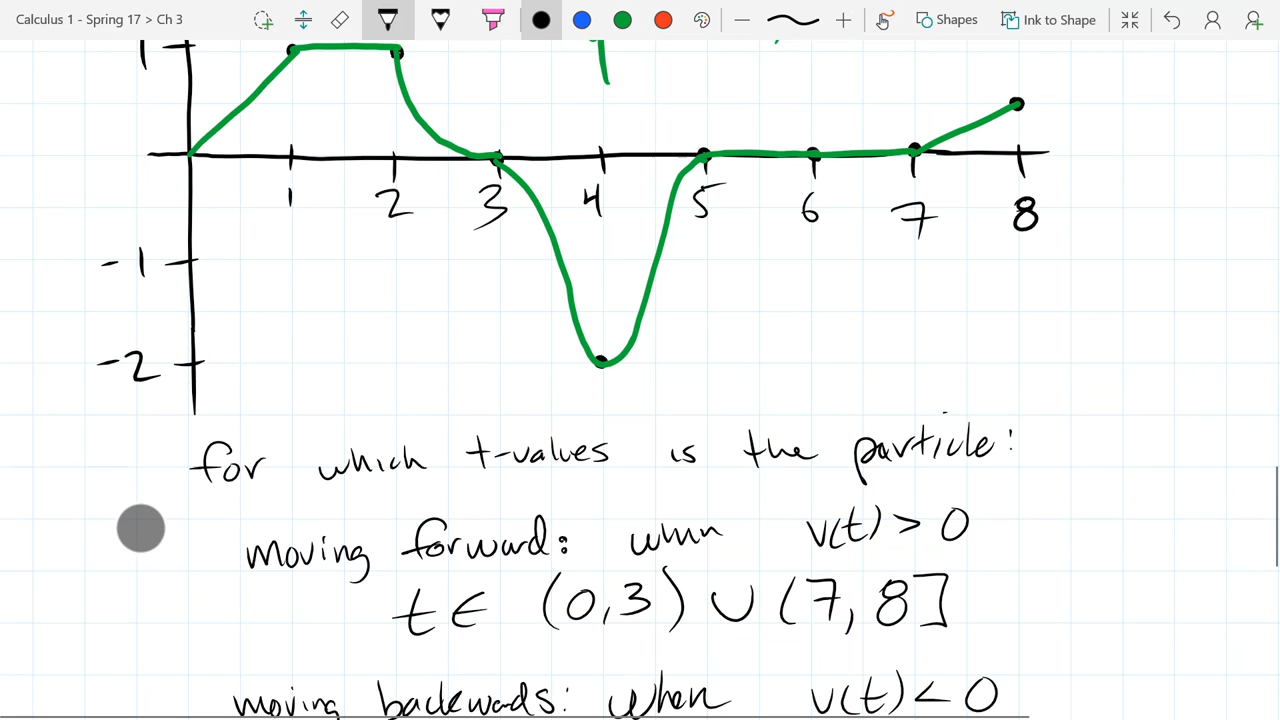 Calculus 1 - Spring 17 > Ch 3
Shapes
Ink to Shape
1
1 2 3 4 5 6 7 8
-1
-2
for which t-values is the particle:
moving forward: when v(t) > 0
t ∈ (0,3) ∪ (7, 8]
moving backwards: when v(t) < 0